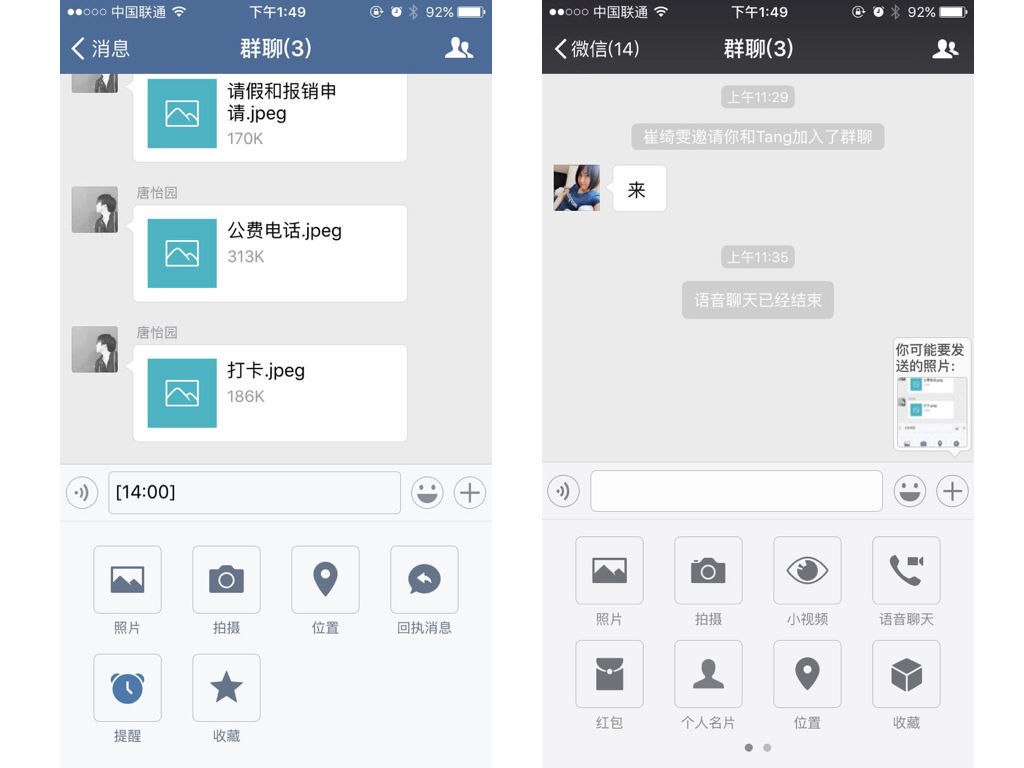 中国联通
下午1:49
92%
消息
群聊(3)
请假和报销申
请.jpeg
170K
唐怡园
公费电话.jpeg
313K
唐怡园
打卡.jpeg
186K
[14:00]
照片
拍摄
位置
回执消息
提醒
收藏
中国联通
下午1:49
92%
微信(14)
群聊(3)
上午11:29
崔绮雯邀请你和Tang加入了群聊
来
上午11:35
语音聊天已经结束
你可能要发
送的照片:
照片
拍摄
小视频
语音聊天
红包
个人名片
位置
收藏